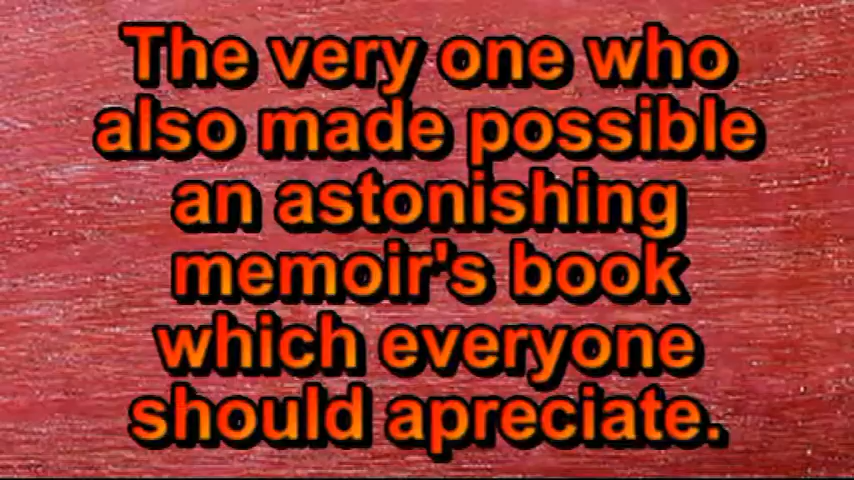 The very one who
also made possible
an astonishing
memoir's book
which everyone
should apreciate.